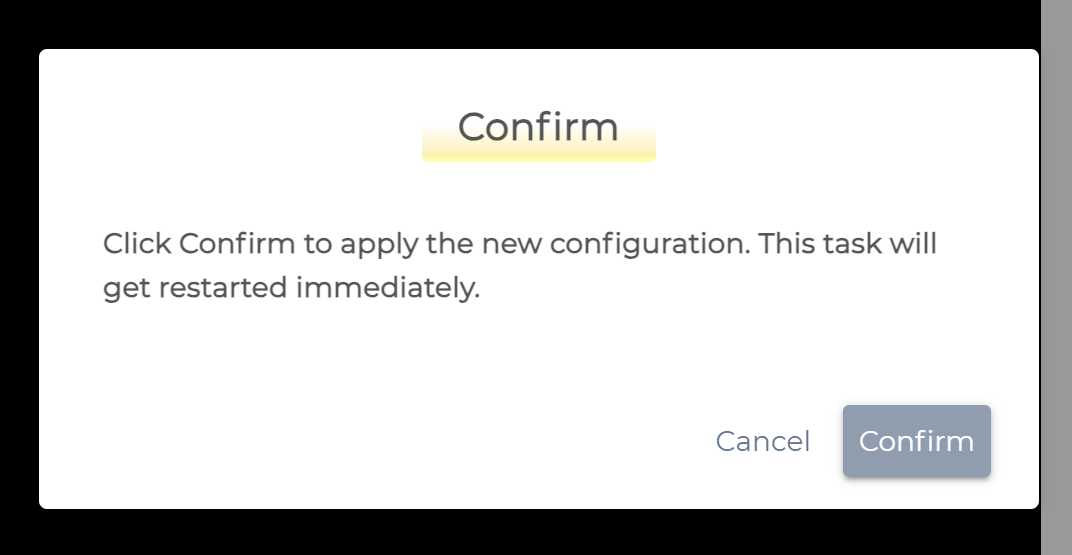 Confirm
Click Confirm to apply the new configuration. This task will
get restarted immediately.
Cancel
Confirm